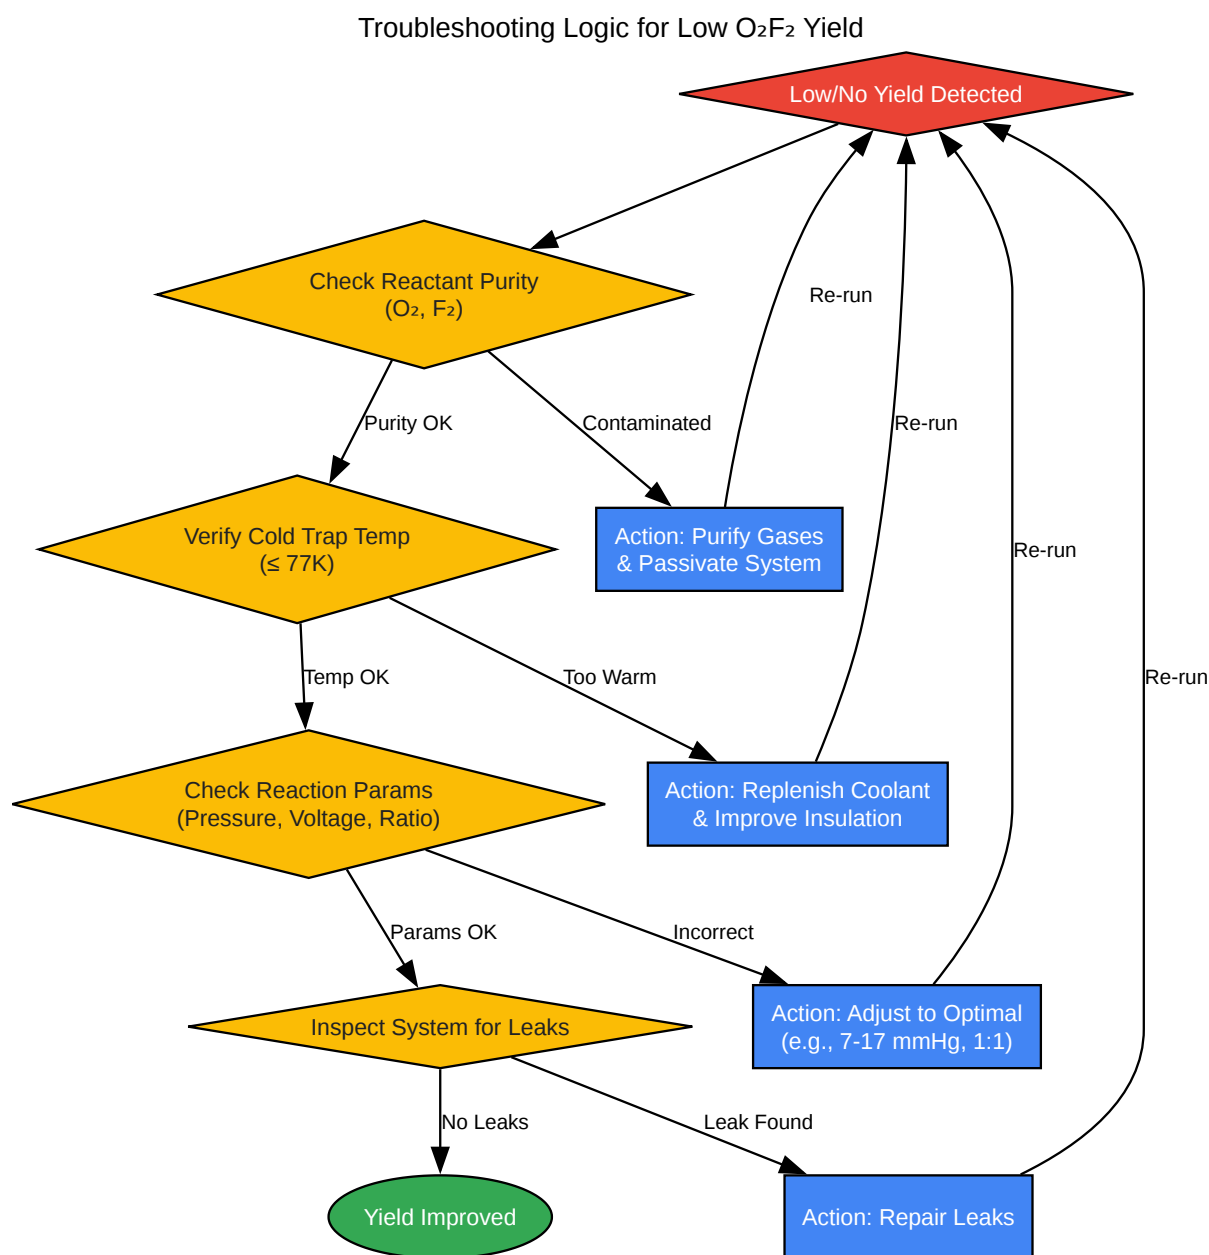 Troubleshooting Logic for Low O₂F₂ Yield
Low/No Yield Detected
Check Reactant Purity
(O₂, F₂)
Re-run
Purity OK
Contaminated
Re-run
Verify Cold Trap Temp
(≤ 77K)
Action: Purify Gases
& Passivate System
Re-run
Temp OK
Too Warm
Re-run
Check Reaction Params
(Pressure, Voltage, Ratio)
Action: Replenish Coolant
& Improve Insulation
Params OK
Incorrect
Inspect System for Leaks
Action: Adjust to Optimal
(e.g., 7-17 mmHg, 1:1)
No Leaks
Leak Found
Yield Improved
Action: Repair Leaks